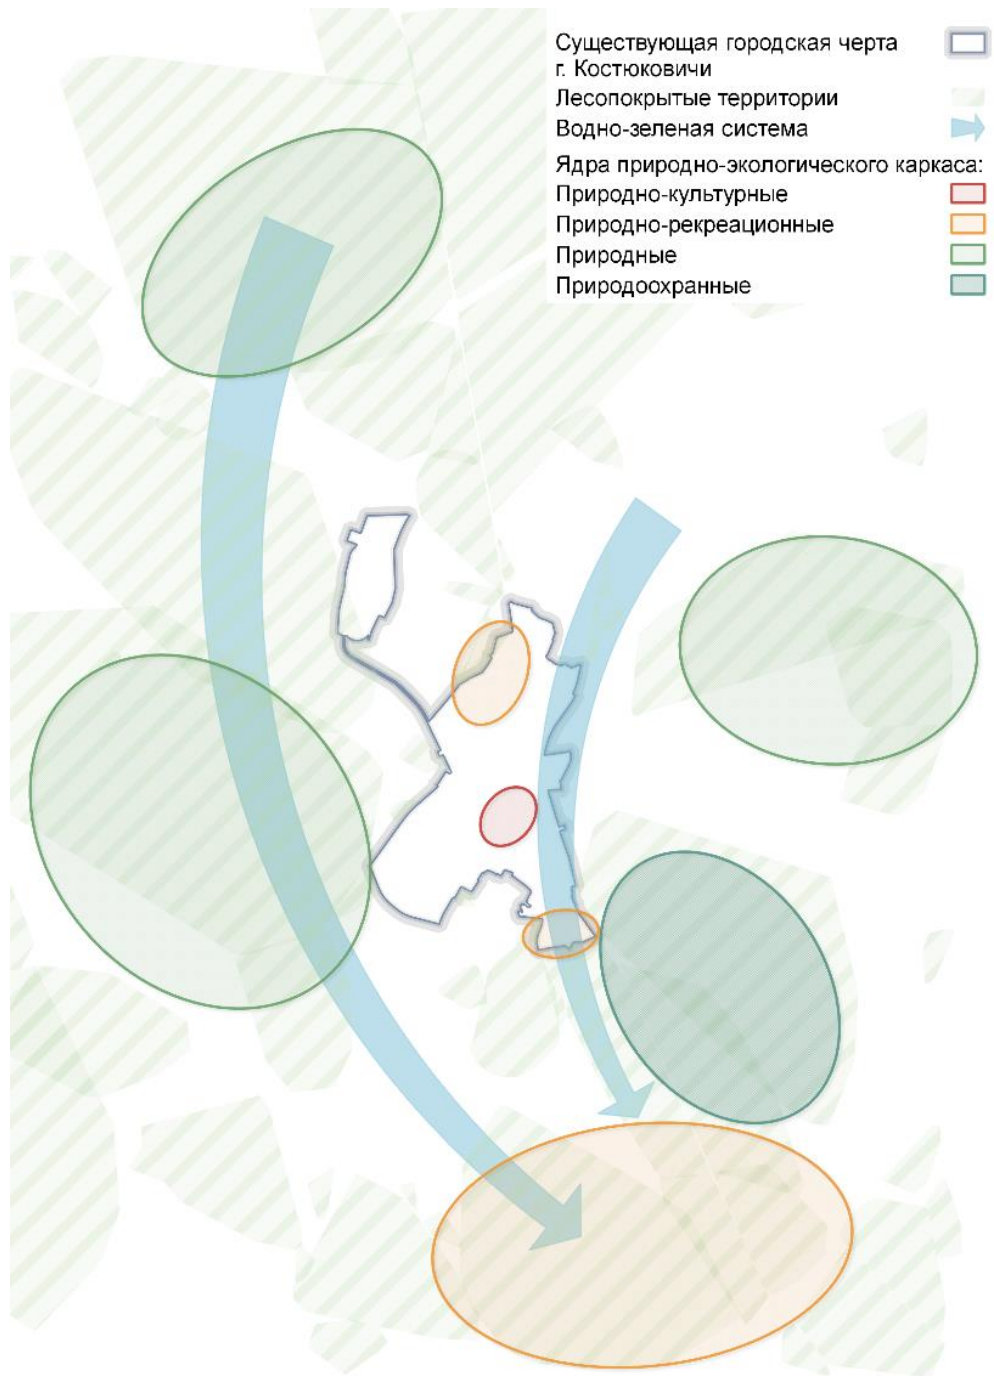 Существующая городская черта
г. Костюковичи
Лесопокрытые территории
Водно-зеленая система
Ядра природно-экологического каркаса:
Природно-культурные
Природно-рекреационные
Природные
Природоохранные